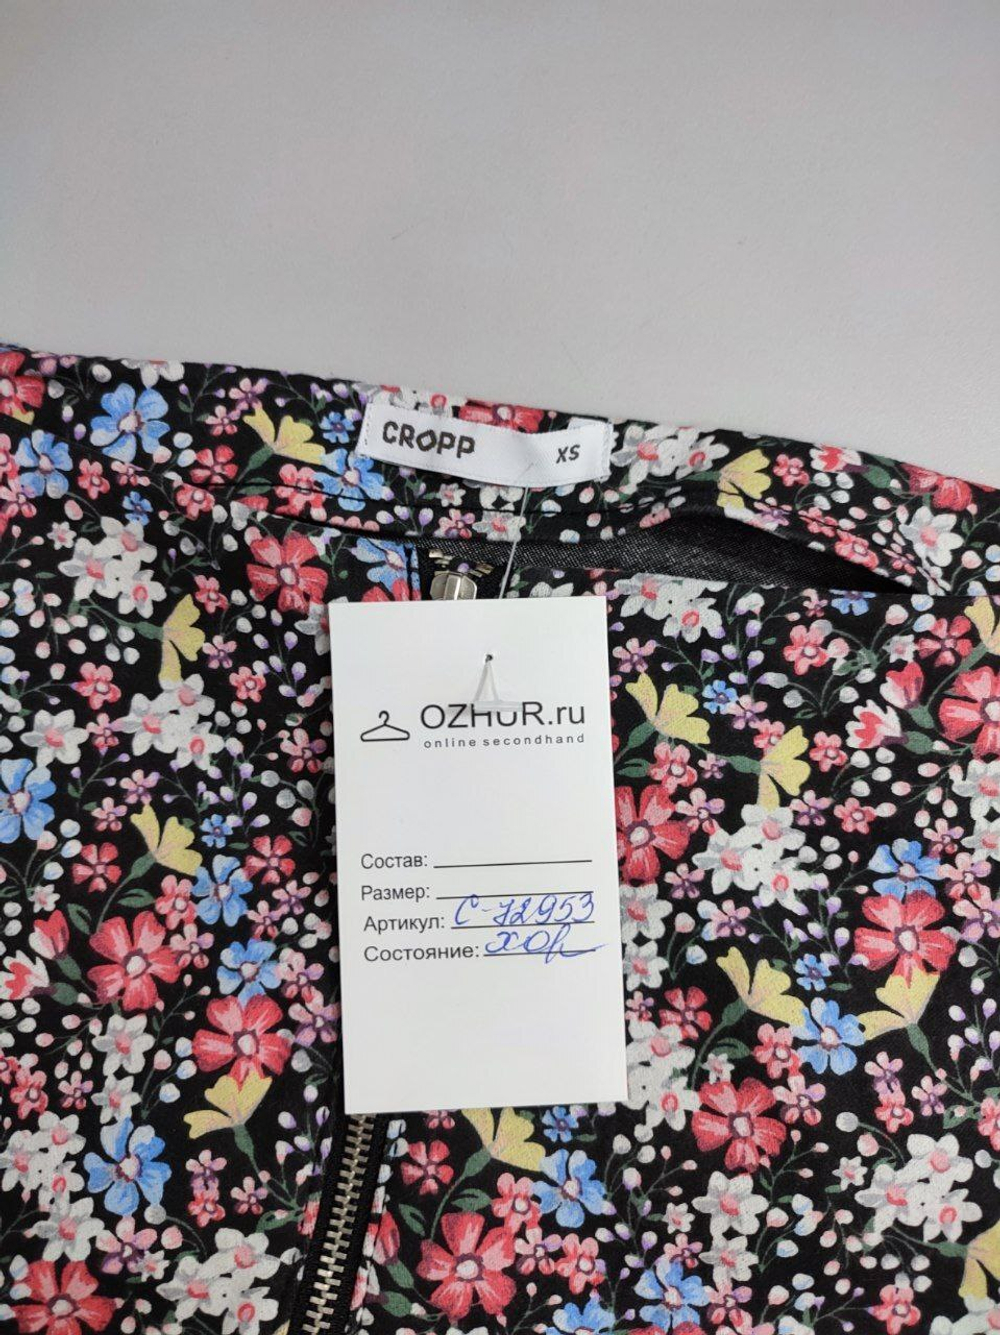 CROPP XS
OZHUR.ru
online secondhand
Состав:
Размер:
Артикул: С-72953
Состояние: хор